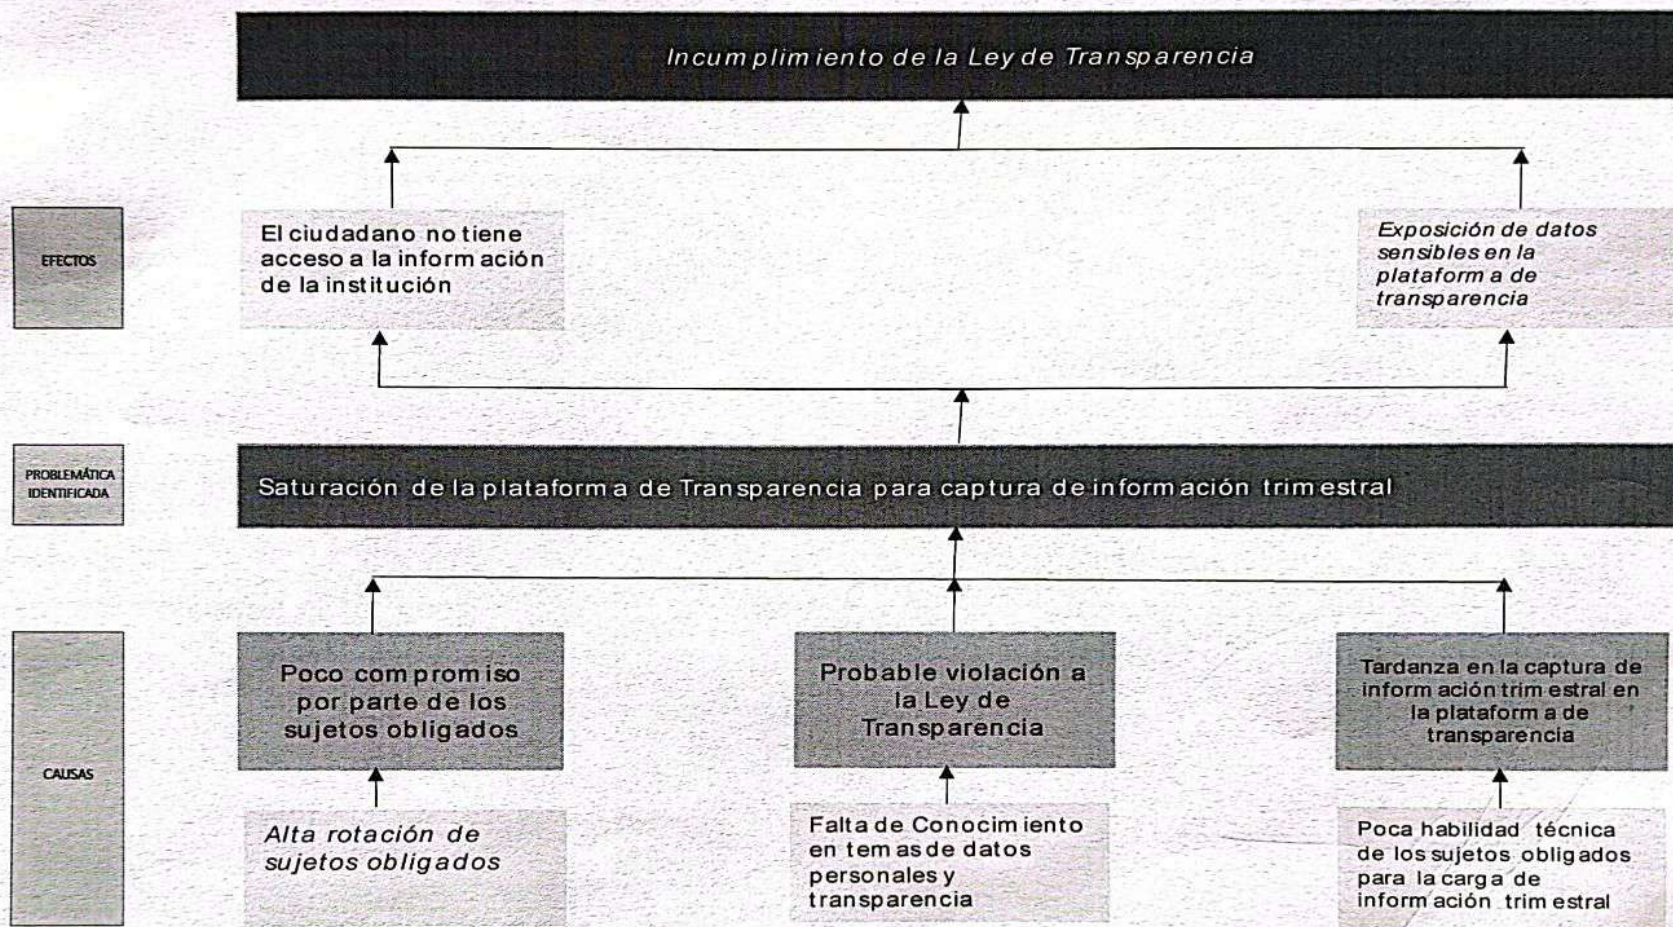 Incumplimiento de la Ley de Transparencia
EFECTOS
El ciudadano no tiene
acceso a la información
de la institución
Exposición de datos
sensibles en la
plataforma de
transparencia
PROBLEMÁTICA
IDENTIFICADA
Saturación de la plataforma de Transparencia para captura de información trimestral
CAUSAS
Poco compromiso
por parte de los
sujetos obligados
Probable violación a
la Ley de
Transparencia
Tardanza en la captura de
información trimestral en
la plataforma de
transparencia
Alta rotación de
sujetos obligados
Falta de Conocimiento
en temas de datos
personales y
transparencia
Poca habilidad técnica
de los sujetos obligados
para la carga de
información trimestral